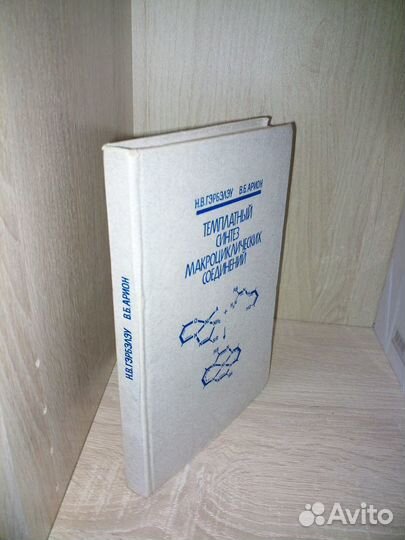 Н.В. ГЭРБЭЛЭУ В.Б. АРИОН
ТЕМПЛАТНЫЙ
СИНТЕЗ
МАКРОЦИКЛИЧЕСКИХ
СОЕДИНЕНИЙ
Н.В. ГЭРБЭЛЭУ В.Б. АРИОН
Avito